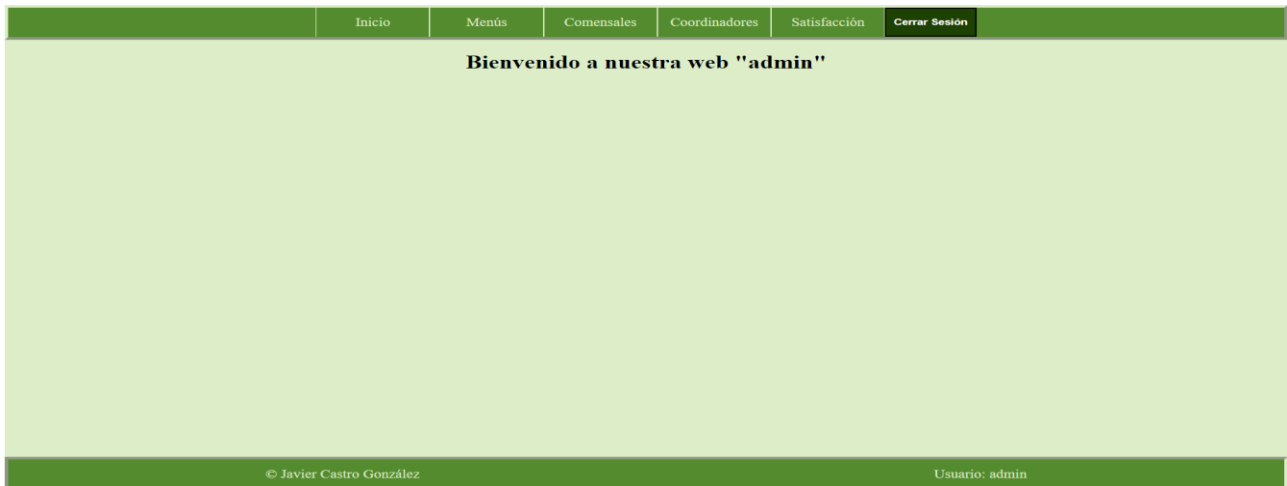 Inicio Menús Comensales Coordinadores Satisfacción Cerrar Sesión
Bienvenido a nuestra web "admin"
© Javier Castro González Usuario: admin